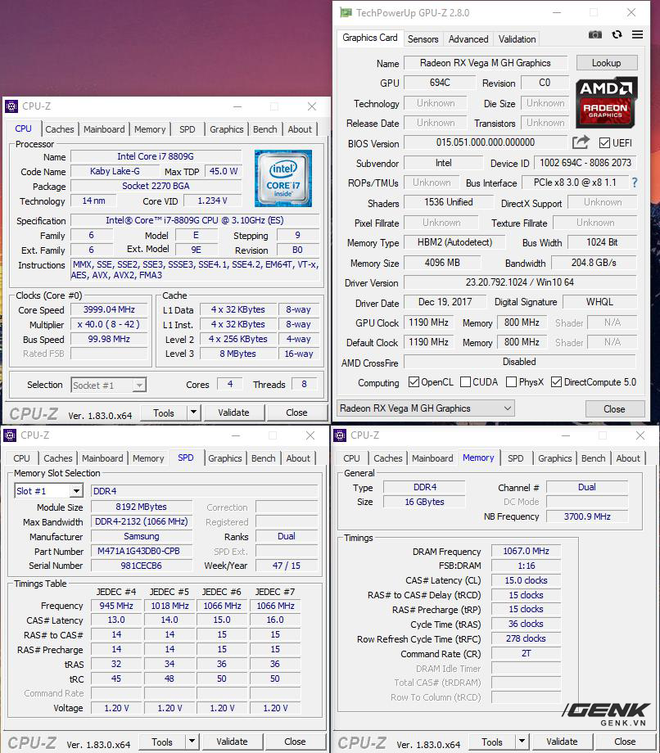 CPU-Z
CPU Caches Mainboard Memory SPD Graphics Bench About
Processor
Name Intel Core i7 8809G
Code Name Kaby Lake-G Max TDP 45.0 W
Package Socket 2270 BGA
Technology 14 nm Core VID 1.234 V
intel
CORE i7
inside
Specification Intel® Core™ i7-8809G CPU @ 3.10GHz (ES)
Family 6 Model E Stepping 9
Ext. Family 6 Ext. Model 9E Revision B0
Instructions MMX, SSE, SSE2, SSE3, SSSE3, SSE4.1, SSE4.2, EM64T, VT-x,
AES, AVX, AVX2, FMA3
Clocks (Core #0)
Core Speed 3999.04 MHz
Multiplier x 40.0 ( 8 - 42 )
Bus Speed 99.98 MHz
Rated FSB
Cache
L1 Data 4 x 32 KBytes 8-way
L1 Inst. 4 x 32 KBytes 8-way
Level 2 4 x 256 KBytes 4-way
Level 3 8 MBytes 16-way
Selection Socket #1 Cores 4 Threads 8
CPU-Z Ver. 1.83.0.x64 Tools Validate Close
TechPowerUp GPU-Z 2.8.0
Graphics Card Sensors Advanced Validation
Name Radeon RX Vega M GH Graphics Lookup
GPU 694C Revision C0
Technology Unknown Die Size Unknown
Release Date Unknown Transistors Unknown
AMD
RADEON
GRAPHICS
BIOS Version 015.051.000.000.000000 UEFI
Subvendor Intel Device ID 1002 694C - 8086 2073
ROPs/TMUs Unknown Bus Interface PCIe x8 3.0 @ x8 1.1 ?
Shaders 1536 Unified DirectX Support Unknown
Pixel Fillrate Unknown Texture Fillrate Unknown
Memory Type HBM2 (Autodetect) Bus Width 1024 Bit
Memory Size 4096 MB Bandwidth 204.8 GB/s
Driver Version 23.20.792.1024 / Win10 64
Driver Date Dec 19, 2017 Digital Signature WHQL
GPU Clock 1190 MHz Memory 800 MHz Shader N/A
Default Clock 1190 MHz Memory 800 MHz Shader N/A
AMD CrossFire Disabled
Computing OpenCL CUDA PhysX DirectCompute 5.0
Radeon RX Vega M GH Graphics Close
CPU-Z
CPU Caches Mainboard Memory SPD Graphics Bench About
Memory Slot Selection
Slot #1 DDR4
Module Size 8192 MBytes Correction
Max Bandwidth DDR4-2132 (1066 MHz) Registered
Manufacturer Samsung Ranks Dual
Part Number M471A1G43DB0-CPB SPD Ext.
Serial Number 981CECB6 Week/Year 47 / 15
Timings Table
JEDEC #4 JEDEC #5 JEDEC #6 JEDEC #7
Frequency 945 MHz 1018 MHz 1066 MHz 1066 MHz
CAS# Latency 13.0 14.0 15.0 16.0
RAS# to CAS# 14 14 15 15
RAS# Precharge 14 14 15 15
tRAS 32 34 36 36
tRC 45 48 50 50
Command Rate
Voltage 1.20 V 1.20 V 1.20 V 1.20 V
CPU-Z Ver. 1.83.0.x64 Tools Validate Close
CPU-Z
CPU Caches Mainboard Memory SPD Graphics Bench About
General
Type DDR4 Channel # Dual
Size 16 GBytes DC Mode
NB Frequency 3700.9 MHz
Timings
DRAM Frequency 1067.0 MHz
FSB:DRAM 1:16
CAS# Latency (CL) 15.0 clocks
RAS# to CAS# Delay (tRCD) 15 clocks
RAS# Precharge (tRP) 15 clocks
Cycle Time (tRAS) 36 clocks
Row Refresh Cycle Time (tRFC) 278 clocks
Command Rate (CR) 2T
DRAM Idle Timer
Total CAS# (tRDRAM)
Row To Column (tRCD)
/GENK
GENK.VN
CPU-Z Ver. 1.83.0.x64 Tools Validate Close